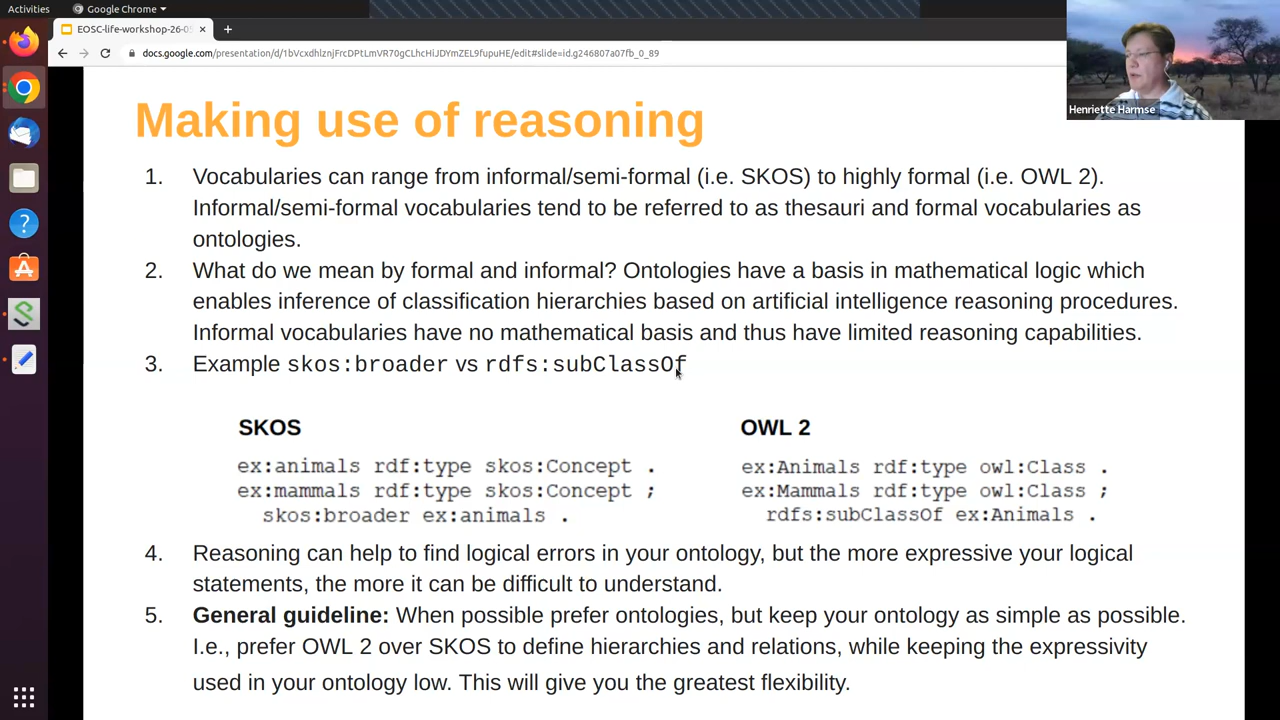 Activities
Google Chrome
EOSC-life-workshop-26-0
docs.google.com/presentation/d/1bVcxdhlznjFrcDPtLmVR70gCLhcHiJDYmZEL9fupuHE/edit#slide=id.g246807a07fb_0_89
Henriette Harmse
Making use of reasoning
1. Vocabularies can range from informal/semi-formal (i.e. SKOS) to highly formal (i.e. OWL 2).
Informal/semi-formal vocabularies tend to be referred to as thesauri and formal vocabularies as
ontologies.
2. What do we mean by formal and informal? Ontologies have a basis in mathematical logic which
enables inference of classification hierarchies based on artificial intelligence reasoning procedures.
Informal vocabularies have no mathematical basis and thus have limited reasoning capabilities.
3. Example skos:broader vs rdfs:subClassOf
SKOS
ex:animals rdf:type skos:Concept .
ex:mammals rdf:type skos:Concept ;
skos:broader ex:animals .
OWL 2
ex:Animals rdf:type owl:Class .
ex:Mammals rdf:type owl:Class ;
rdfs:subClassOf ex:Animals .
4. Reasoning can help to find logical errors in your ontology, but the more expressive your logical
statements, the more it can be difficult to understand.
5. General guideline: When possible prefer ontologies, but keep your ontology as simple as possible.
I.e., prefer OWL 2 over SKOS to define hierarchies and relations, while keeping the expressivity
used in your ontology low. This will give you the greatest flexibility.